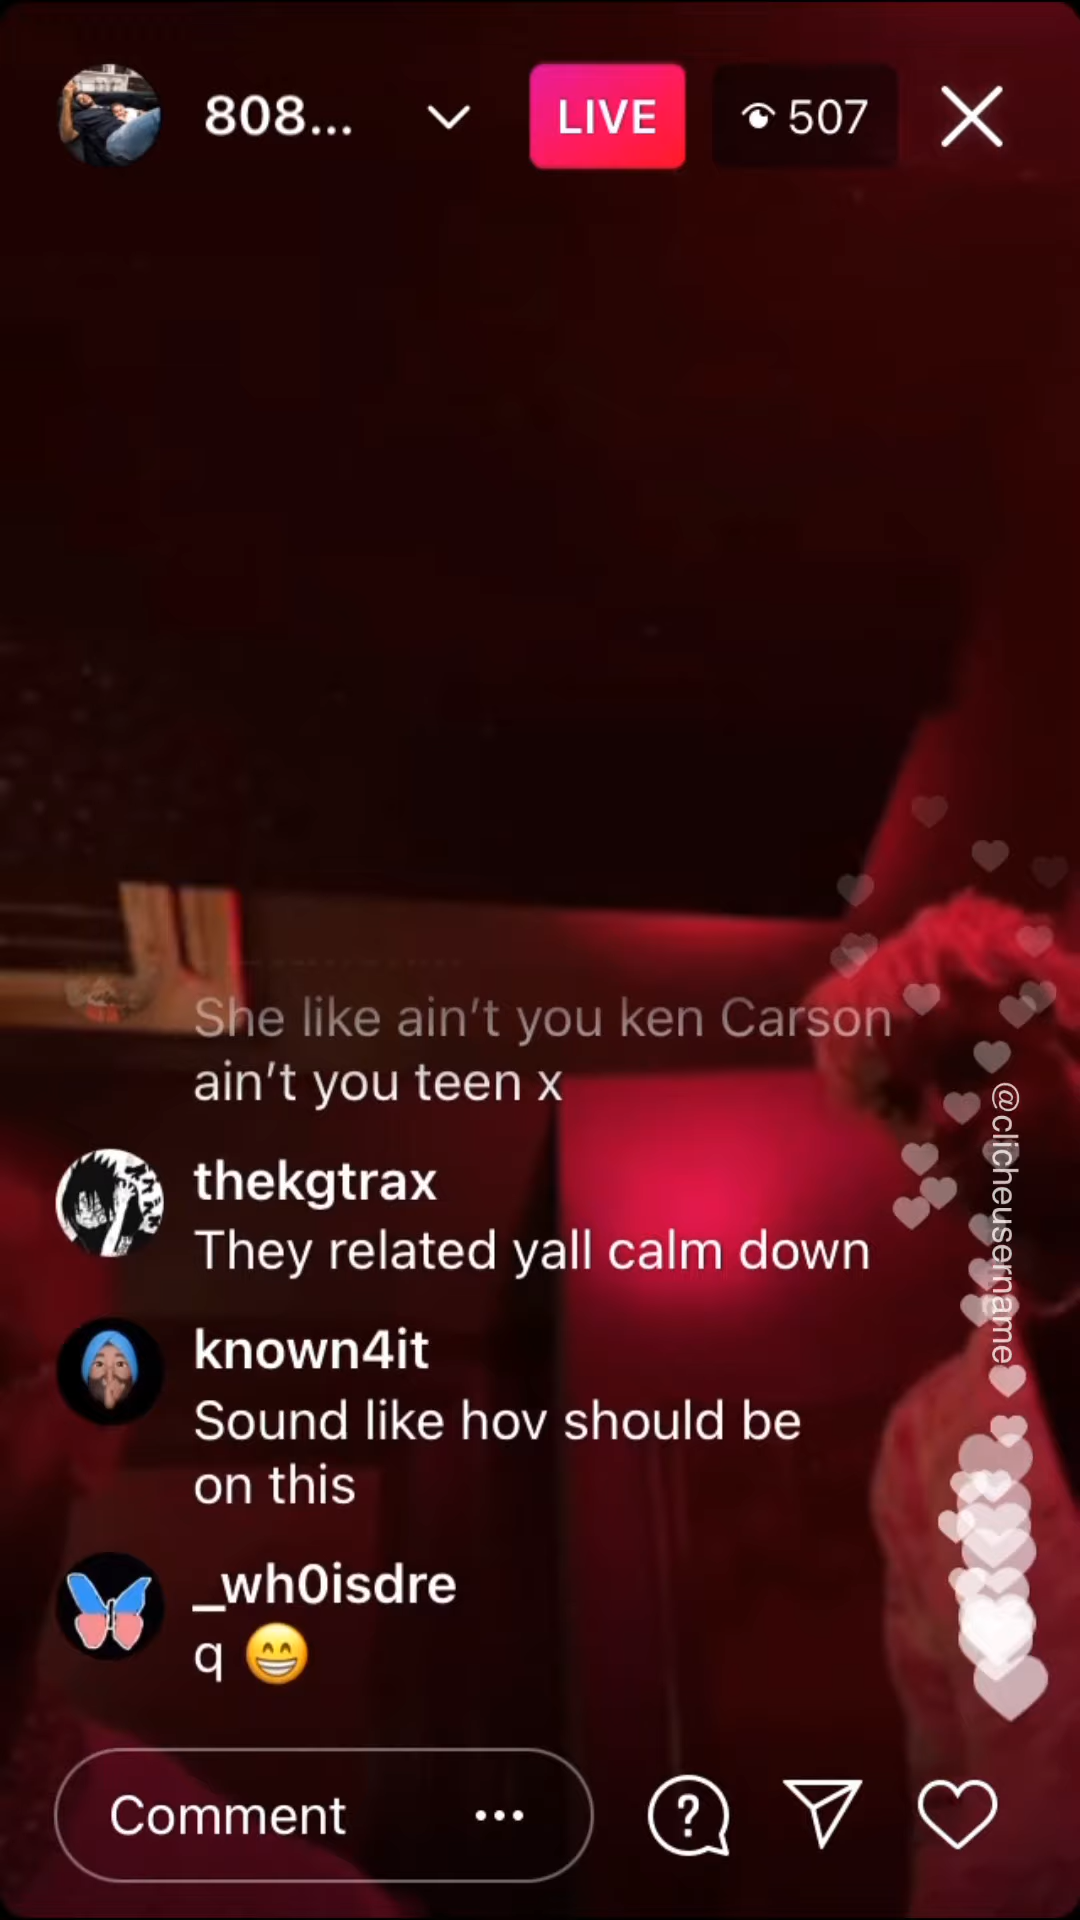 808...
LIVE
507
She like ain't you ken Carson
ain't you teen x
thekgtrax
They related yall calm down
known4it
Sound like hov should be
on this
_wh0isdre
q 😁
Comment
@clicheusername